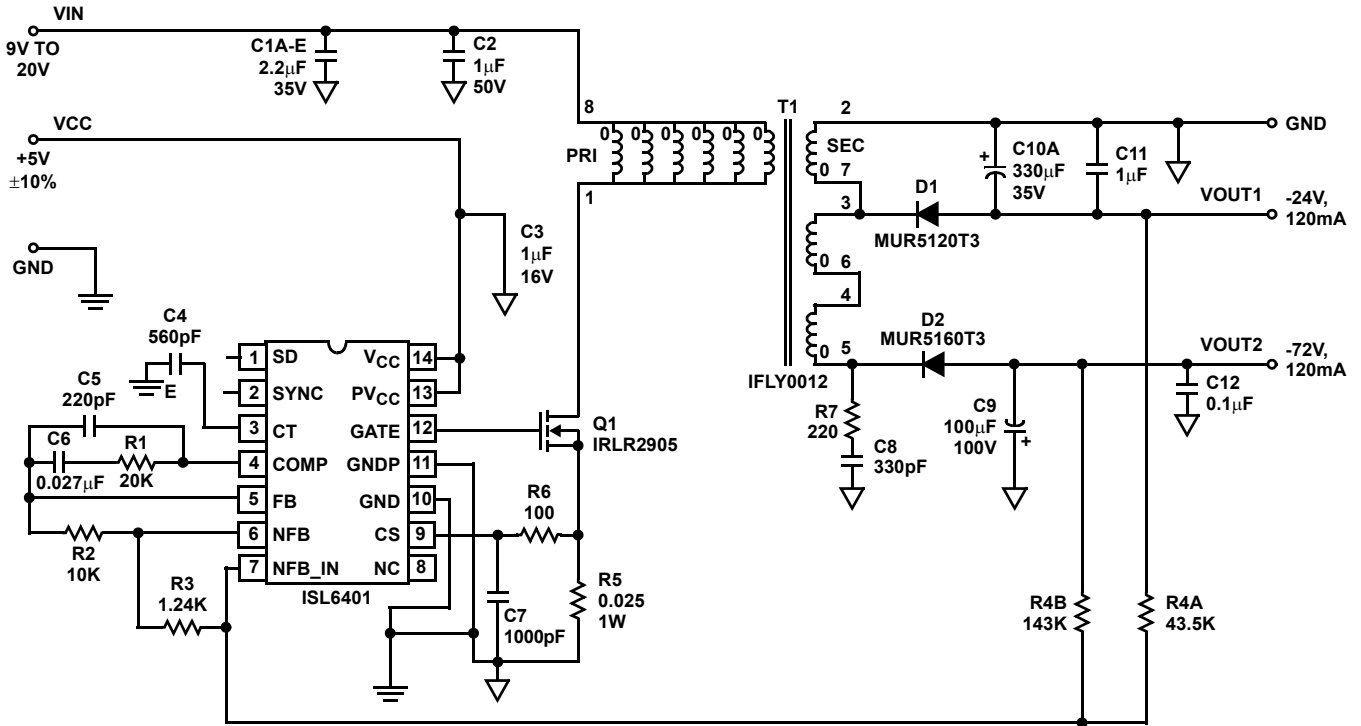 VIN
9V TO
20V
C1A-E
2.2μF
35V
C2
1μF
50V
VCC
+5V
±10%
GND
C3
1μF
16V
8
PRI
0
0
0
0
0
0
1
T1
2
SEC
0
7
3
0
6
4
0
5
IFLY0012
D1
MUR5120T3
+
C10A
330μF
35V
C11
1μF
GND
VOUT1
-24V,
120mA
D2
MUR5160T3
VOUT2
-72V,
120mA
R7
220
C8
330pF
C9
100μF
100V
+
C12
0.1μF
C4
560pF
E
C5
220pF
C6
0.027μF
R1
20K
R2
10K
R3
1.24K
1 SD
2 SYNC
3 CT
4 COMP
5 FB
6 NFB
7 NFB_IN
VCC 14
PVCC 13
GATE 12
GNDP 11
GND 10
CS 9
NC 8
ISL6401
Q1
IRLR2905
R6
100
C7
1000pF
R5
0.025
1W
R4B
143K
R4A
43.5K